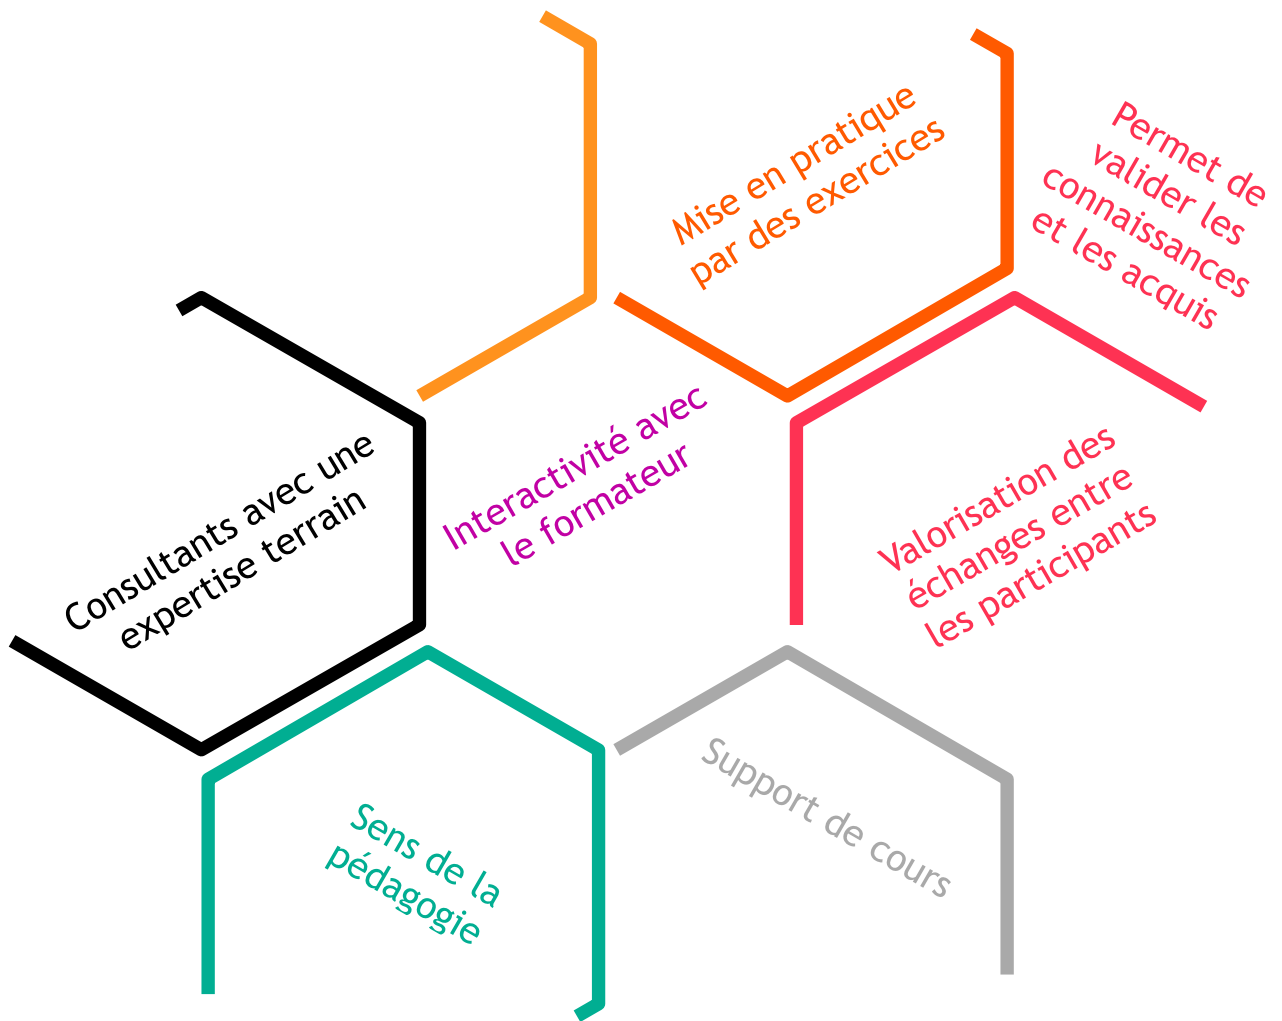 Mise en pratique
par des exercices
Permet de
valider les
connaissances
et les acquis
Consultants avec une
expertise terrain
Interactivité avec
le formateur
Valorisation des
échanges entre
les participants
Sens de la
pédagogie
Support de cours